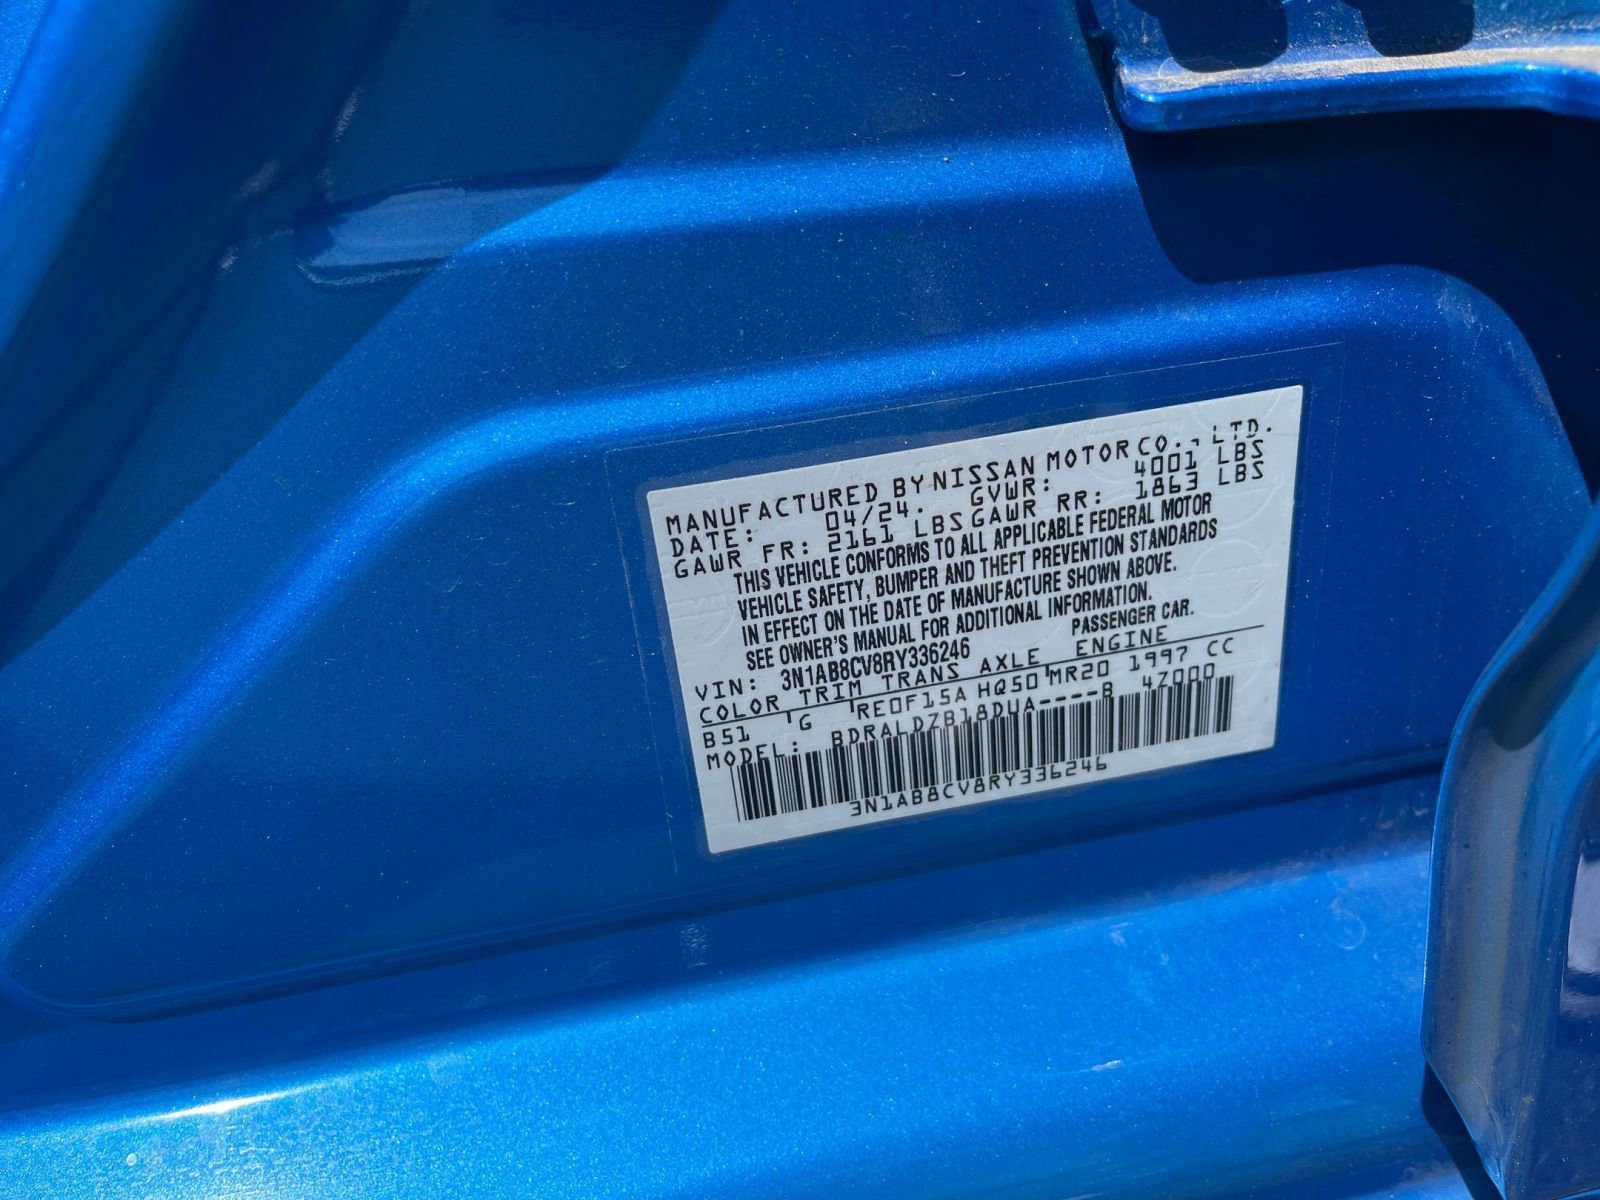 MANUFACTURED BY NISSAN MOTOR CO., LTD.
DATE: 04/24. GVWR: 4001 LBS
GAWR FR: 2161 LBS GAWR RR: 1863 LBS
THIS VEHICLE CONFORMS TO ALL APPLICABLE FEDERAL MOTOR
VEHICLE SAFETY, BUMPER AND THEFT PREVENTION STANDARDS
IN EFFECT ON THE DATE OF MANUFACTURE SHOWN ABOVE.
SEE OWNER'S MANUAL FOR ADDITIONAL INFORMATION.
VIN: 3N1AB8CV8RY336246 PASSENGER CAR.
COLOR TRIM TRANS AXLE ENGINE
B51 G RE0F15A HQ50 MR20 1997 CC
MODEL: BDRALDZB18DUA----B 4Z000
3N1AB8CV8RY336246